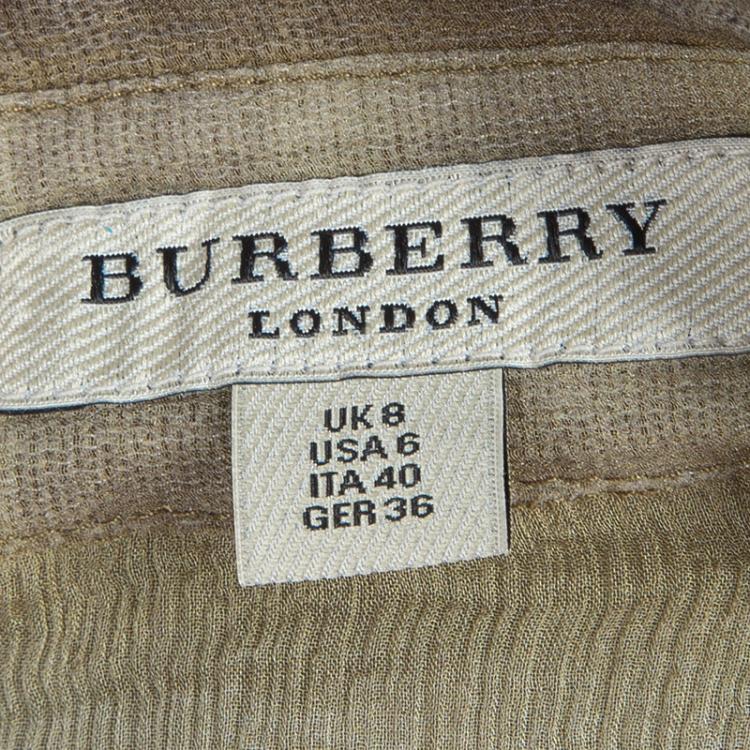 BURBERRY
LONDON
UK 8
USA 6
ITA 40
GER 36